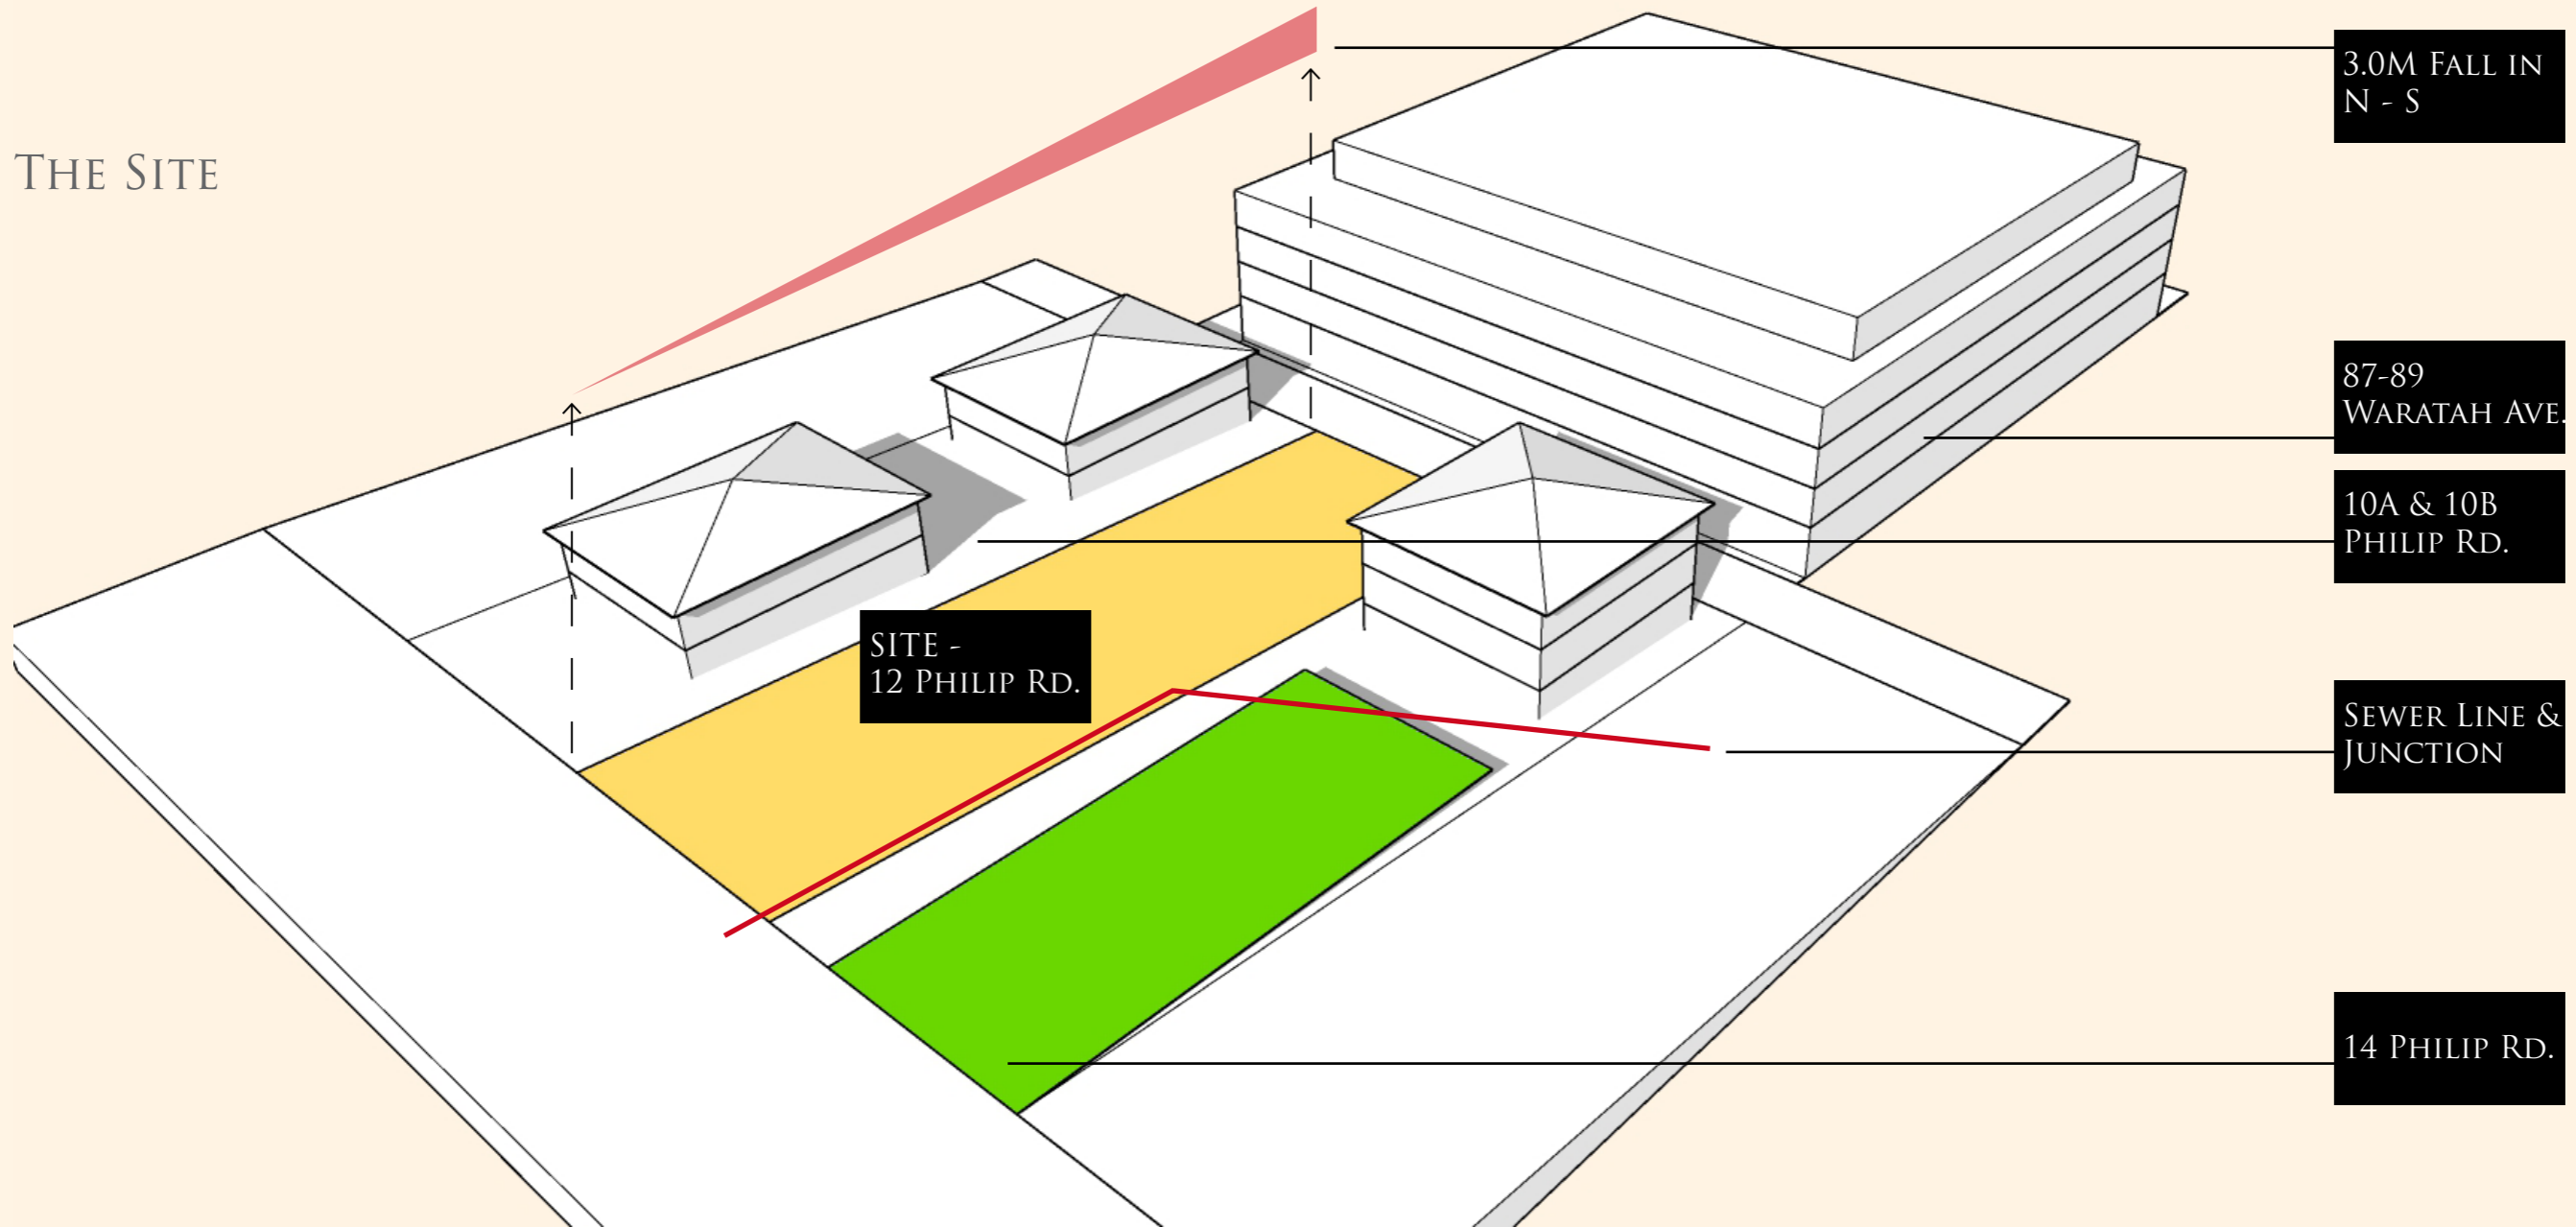 The Site
3.0m Fall in
N - S
87-89
Waratah Ave.
10A & 10B
Philip Rd.
SITE -
12 Philip Rd.
Sewer Line &
Junction
14 Philip Rd.